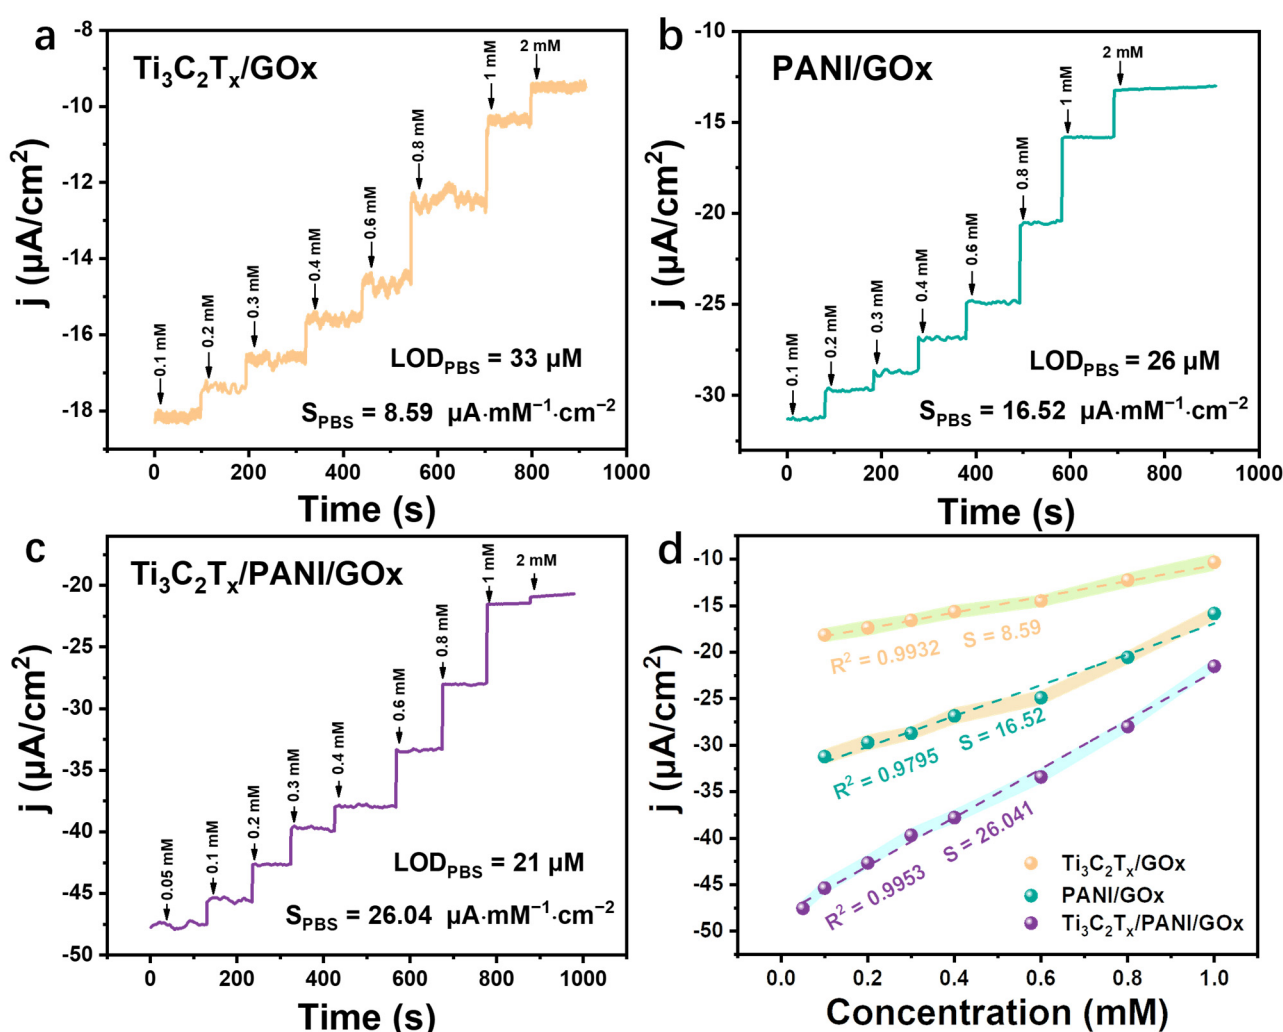 a
Ti₃C₂Tₓ/GOx
j (µA/cm²)
-8
-10
-12
-14
-16
-18
0.1 mM
0.2 mM
0.3 mM
0.4 mM
0.6 mM
0.8 mM
1 mM
2 mM
LOD_PBS = 33 µM
S_PBS = 8.59 µA·mM⁻¹·cm⁻²
0 200 400 600 800 1000
Time (s)
b
PANI/GOx
j (µA/cm²)
-10
-15
-20
-25
-30
0.1 mM
0.2 mM
0.3 mM
0.4 mM
0.6 mM
0.8 mM
1 mM
2 mM
LOD_PBS = 26 µM
S_PBS = 16.52 µA·mM⁻¹·cm⁻²
0 200 400 600 800 1000
Time (s)
c
Ti₃C₂Tₓ/PANI/GOx
j (µA/cm²)
-20
-25
-30
-35
-40
-45
-50
0.05 mM
0.1 mM
0.2 mM
0.3 mM
0.4 mM
0.6 mM
0.8 mM
1 mM
2 mM
LOD_PBS = 21 µM
S_PBS = 26.04 µA·mM⁻¹·cm⁻²
0 200 400 600 800 1000
Time (s)
d
j (µA/cm²)
-10
-15
-20
-25
-30
-35
-40
-45
-50
R² = 0.9932 S = 8.59
R² = 0.9795 S = 16.52
R² = 0.9953 S = 26.041
Ti₃C₂Tₓ/GOx
PANI/GOx
Ti₃C₂Tₓ/PANI/GOx
0.0 0.2 0.4 0.6 0.8 1.0
Concentration (mM)